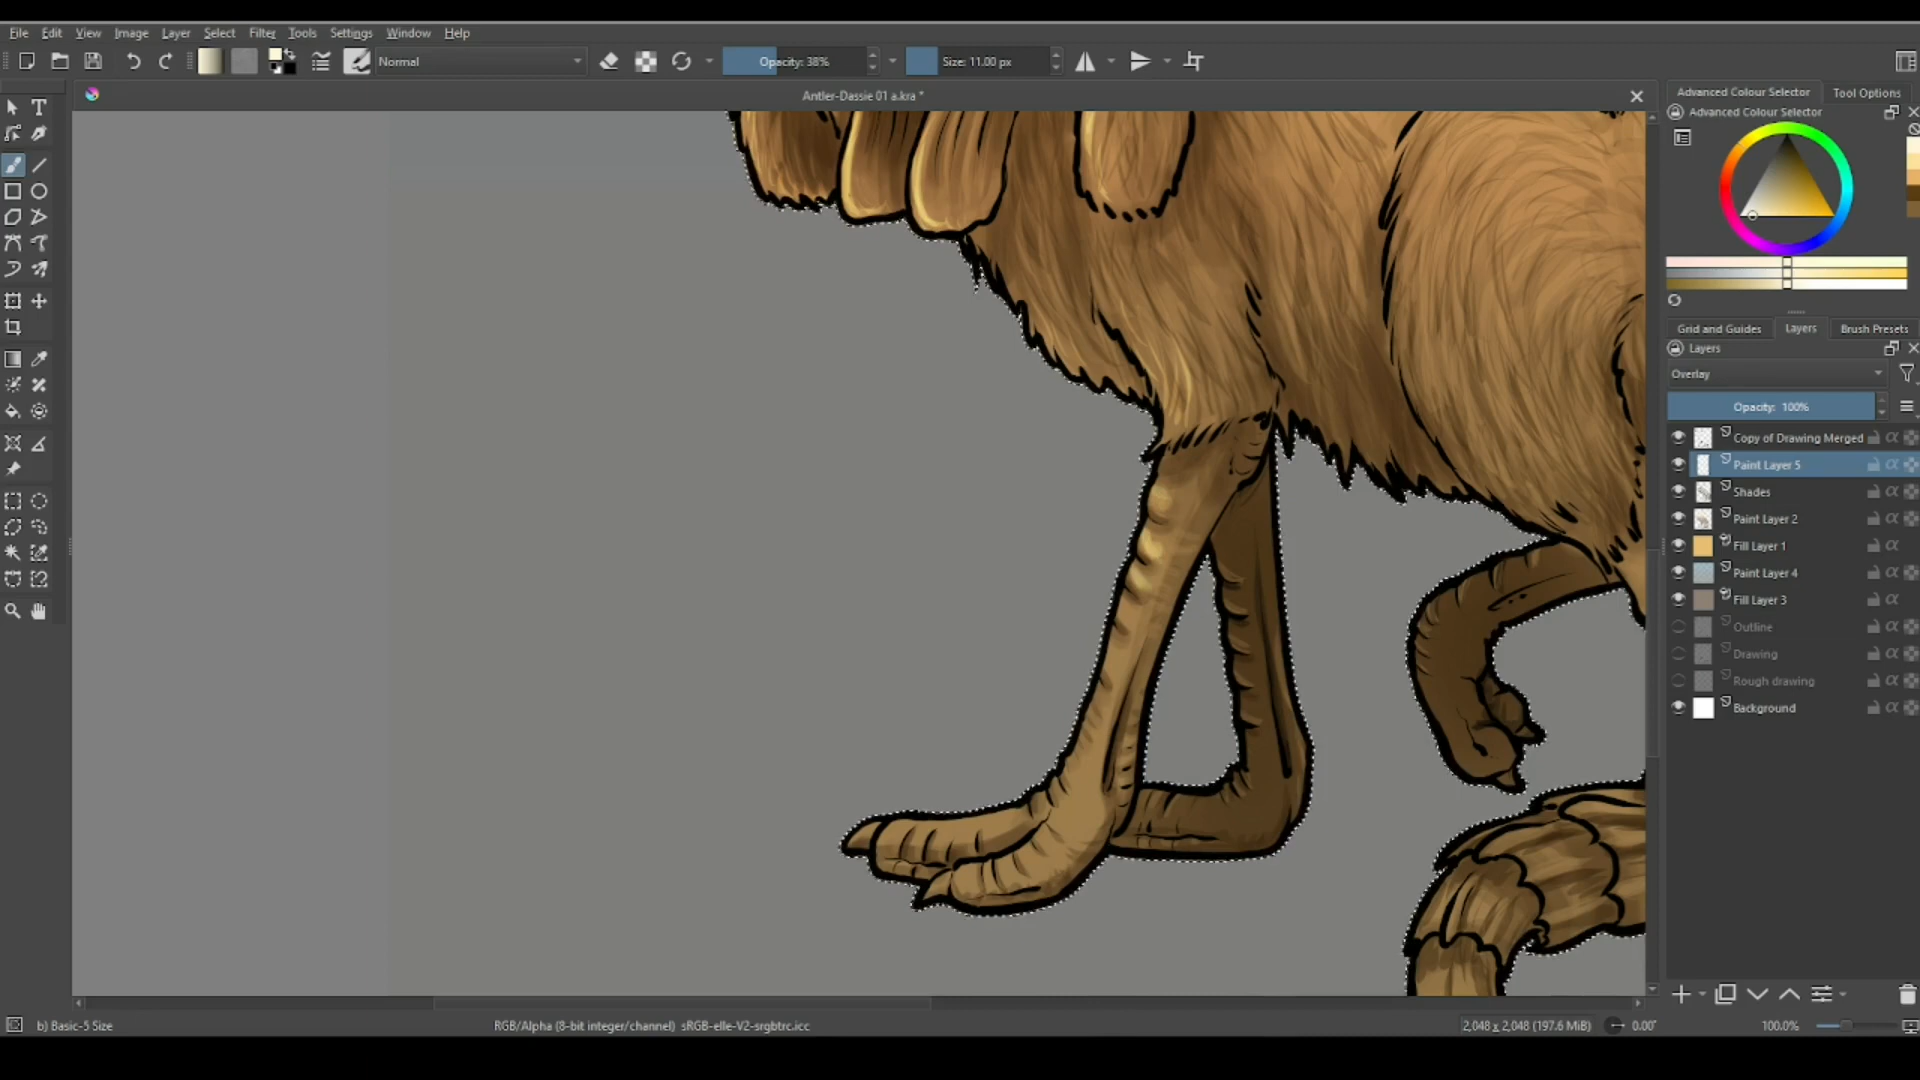 File Edit View Image Layer Select Filter Tools Settings Window Help
Normal Opacity: 38% Size: 11.00 px
Antler-Dassie 01 a.kra *
Advanced Colour Selector Tool Options
Advanced Colour Selector
Grid and Guides Layers Brush Presets
Layers
Overlay
Opacity: 100%
Copy of Drawing Merged
Paint Layer 5
Shades
Paint Layer 2
Fill Layer 1
Paint Layer 4
Fill Layer 3
Outline
Drawing
Rough drawing
Background
b) Basic-5 Size RGB/Alpha (8-bit integer/channel) sRGB-elle-V2-srgbtrc.icc 2,048 x 2,048 (197.6 MiB) 0.00° 100.0%